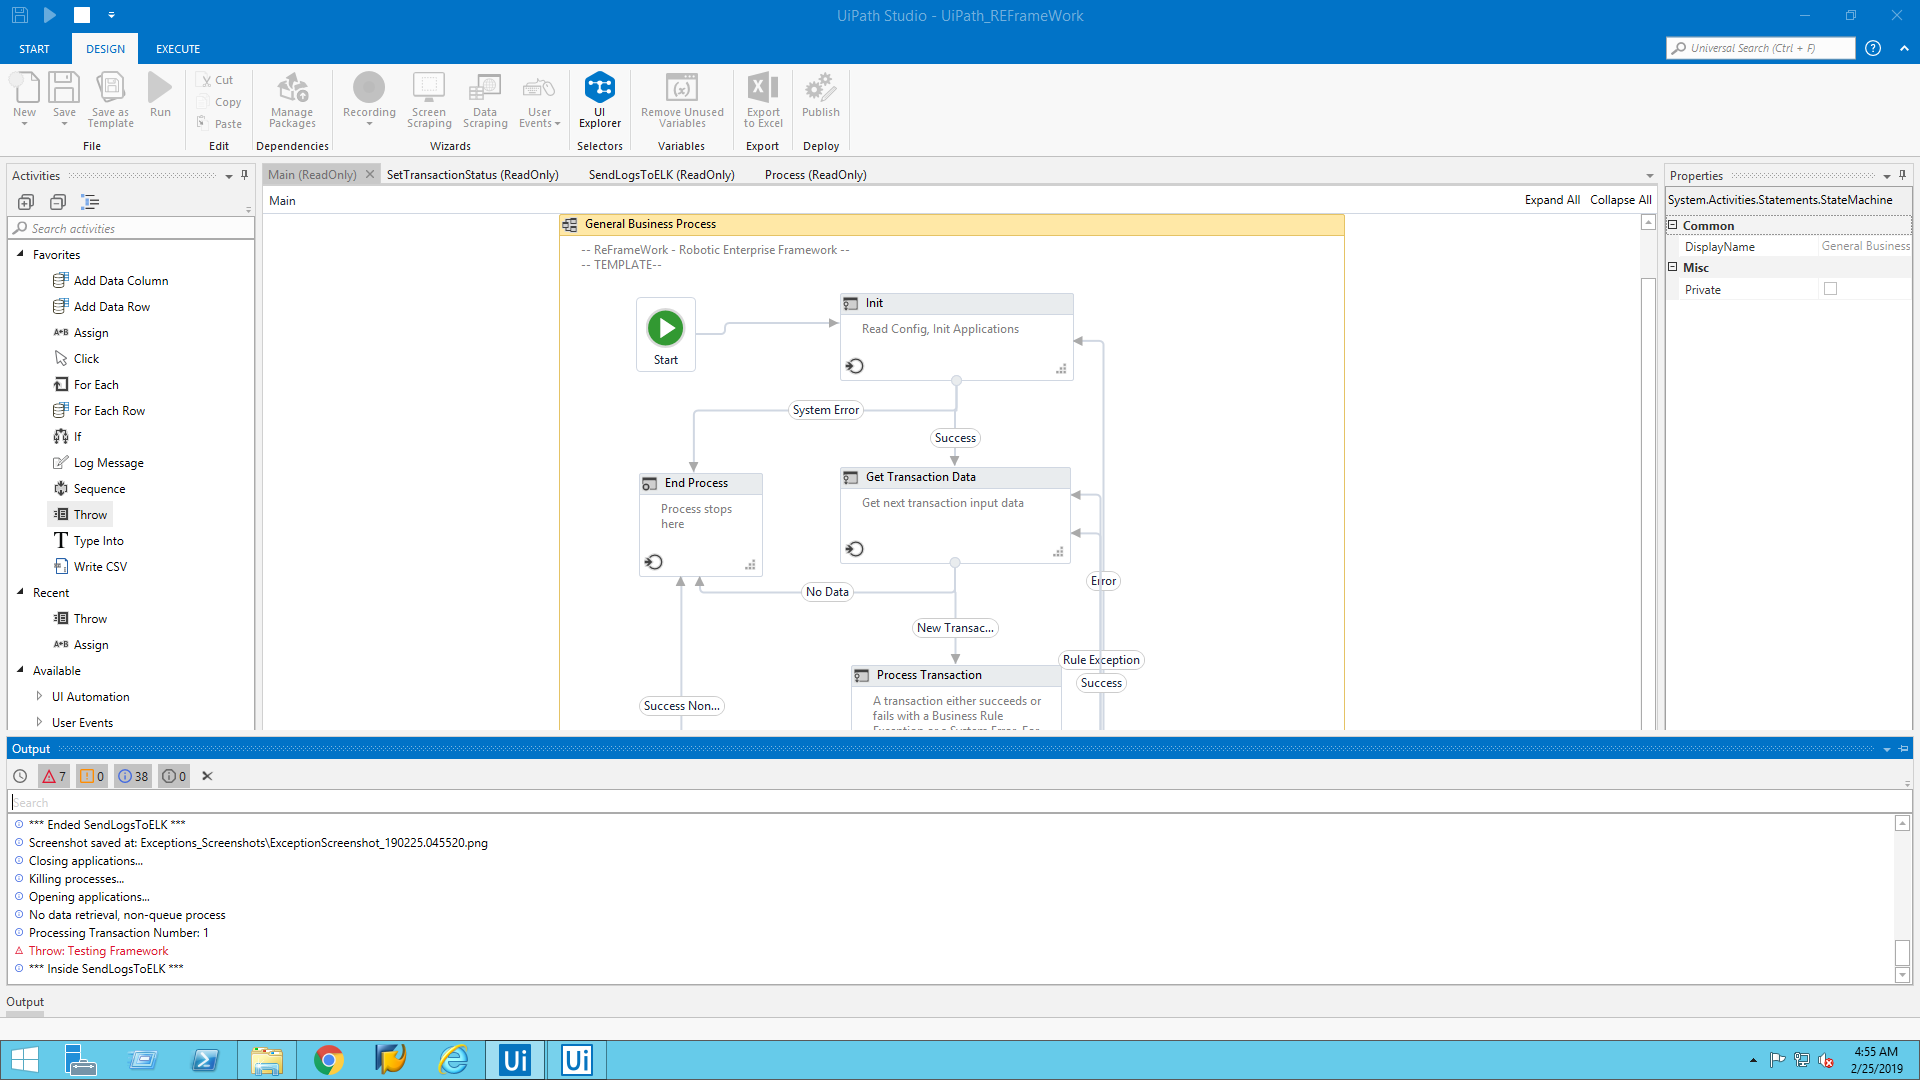 UiPath Studio - UiPath_REFrameWork
START
DESIGN
EXECUTE
Universal Search (Ctrl + F)
New
Save
Save as
Template
Run
Cut
Copy
Paste
Manage
Packages
Recording
Screen
Scraping
Data
Scraping
User
Events
UI
Explorer
Remove Unused
Variables
Export
to Excel
Publish
File
Edit
Dependencies
Wizards
Selectors
Variables
Export
Deploy
Activities
Search activities
Favorites
Add Data Column
Add Data Row
Assign
Click
For Each
For Each Row
If
Log Message
Sequence
Throw
Type Into
Write CSV
Recent
Throw
Assign
Available
UI Automation
User Events
Main (ReadOnly)
SetTransactionStatus (ReadOnly)
SendLogsToELK (ReadOnly)
Process (ReadOnly)
Main
Expand All
Collapse All
General Business Process
-- ReFrameWork - Robotic Enterprise Framework --
-- TEMPLATE--
Start
Init
Read Config, Init Applications
System Error
Success
End Process
Process stops
here
Get Transaction Data
Get next transaction input data
No Data
Error
New Transac...
Rule Exception
Success
Process Transaction
A transaction either succeeds or
fails with a Business Rule
Exception or a System Error. For
Success Non...
Properties
System.Activities.Statements.StateMachine
Common
DisplayName
General Business
Misc
Private
Output
7
0
38
0
Search
*** Ended SendLogsToELK ***
Screenshot saved at: Exceptions_Screenshots\ExceptionScreenshot_190225.045520.png
Closing applications...
Killing processes...
Opening applications...
No data retrieval, non-queue process
Processing Transaction Number: 1
Throw: Testing Framework
*** Inside SendLogsToELK ***
Output
Ui
Ui
4:55 AM
2/25/2019